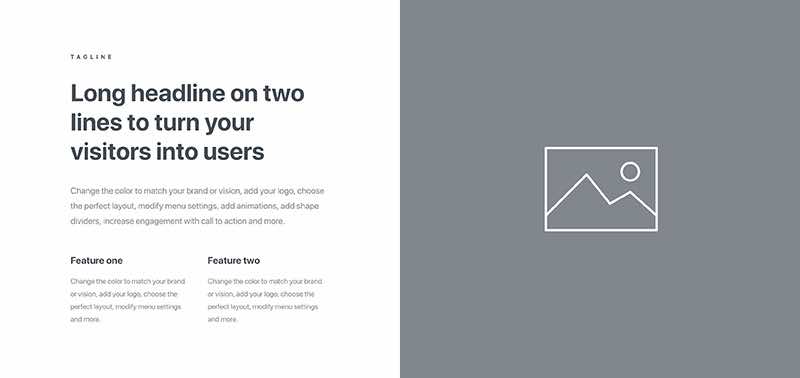 TAGLINE
Long headline on two
lines to turn your
visitors into users
Change the color to match your brand or vision, add your logo, choose
the perfect layout, modify menu settings, add animations, add shape
dividers, increase engagement with call to action and more.
Feature one
Change the color to match your brand
or vision, add your logo, choose the
perfect layout, modify menu settings
and more.
Feature two
Change the color to match your brand
or vision, add your logo, choose the
perfect layout, modify menu settings
and more.